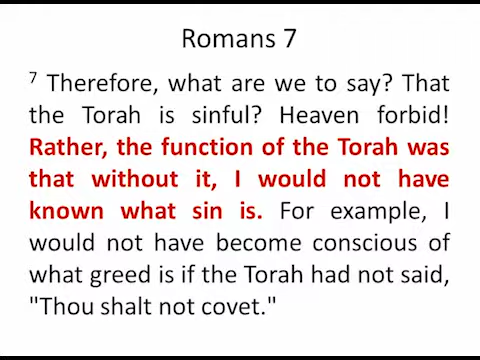 Romans 7
7 Therefore, what are we to say? That
the Torah is sinful? Heaven forbid!
Rather, the function of the Torah was
that without it, I would not have
known what sin is. For example, I
would not have become conscious of
what greed is if the Torah had not said,
"Thou shalt not covet."